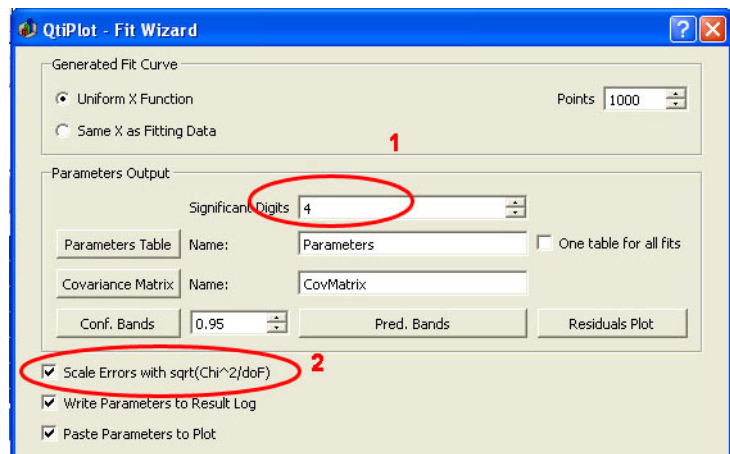 QtiPlot - Fit Wizard
Generated Fit Curve
Uniform X Function Points 1000
Same X as Fitting Data
1
Parameters Output
Significant Digits 4
Parameters Table Name: Parameters One table for all fits
Covariance Matrix Name: CovMatrix
Conf. Bands 0.95 Pred. Bands Residuals Plot
Scale Errors with sqrt(Chi^2/doF) 2
Write Parameters to Result Log
Paste Parameters to Plot